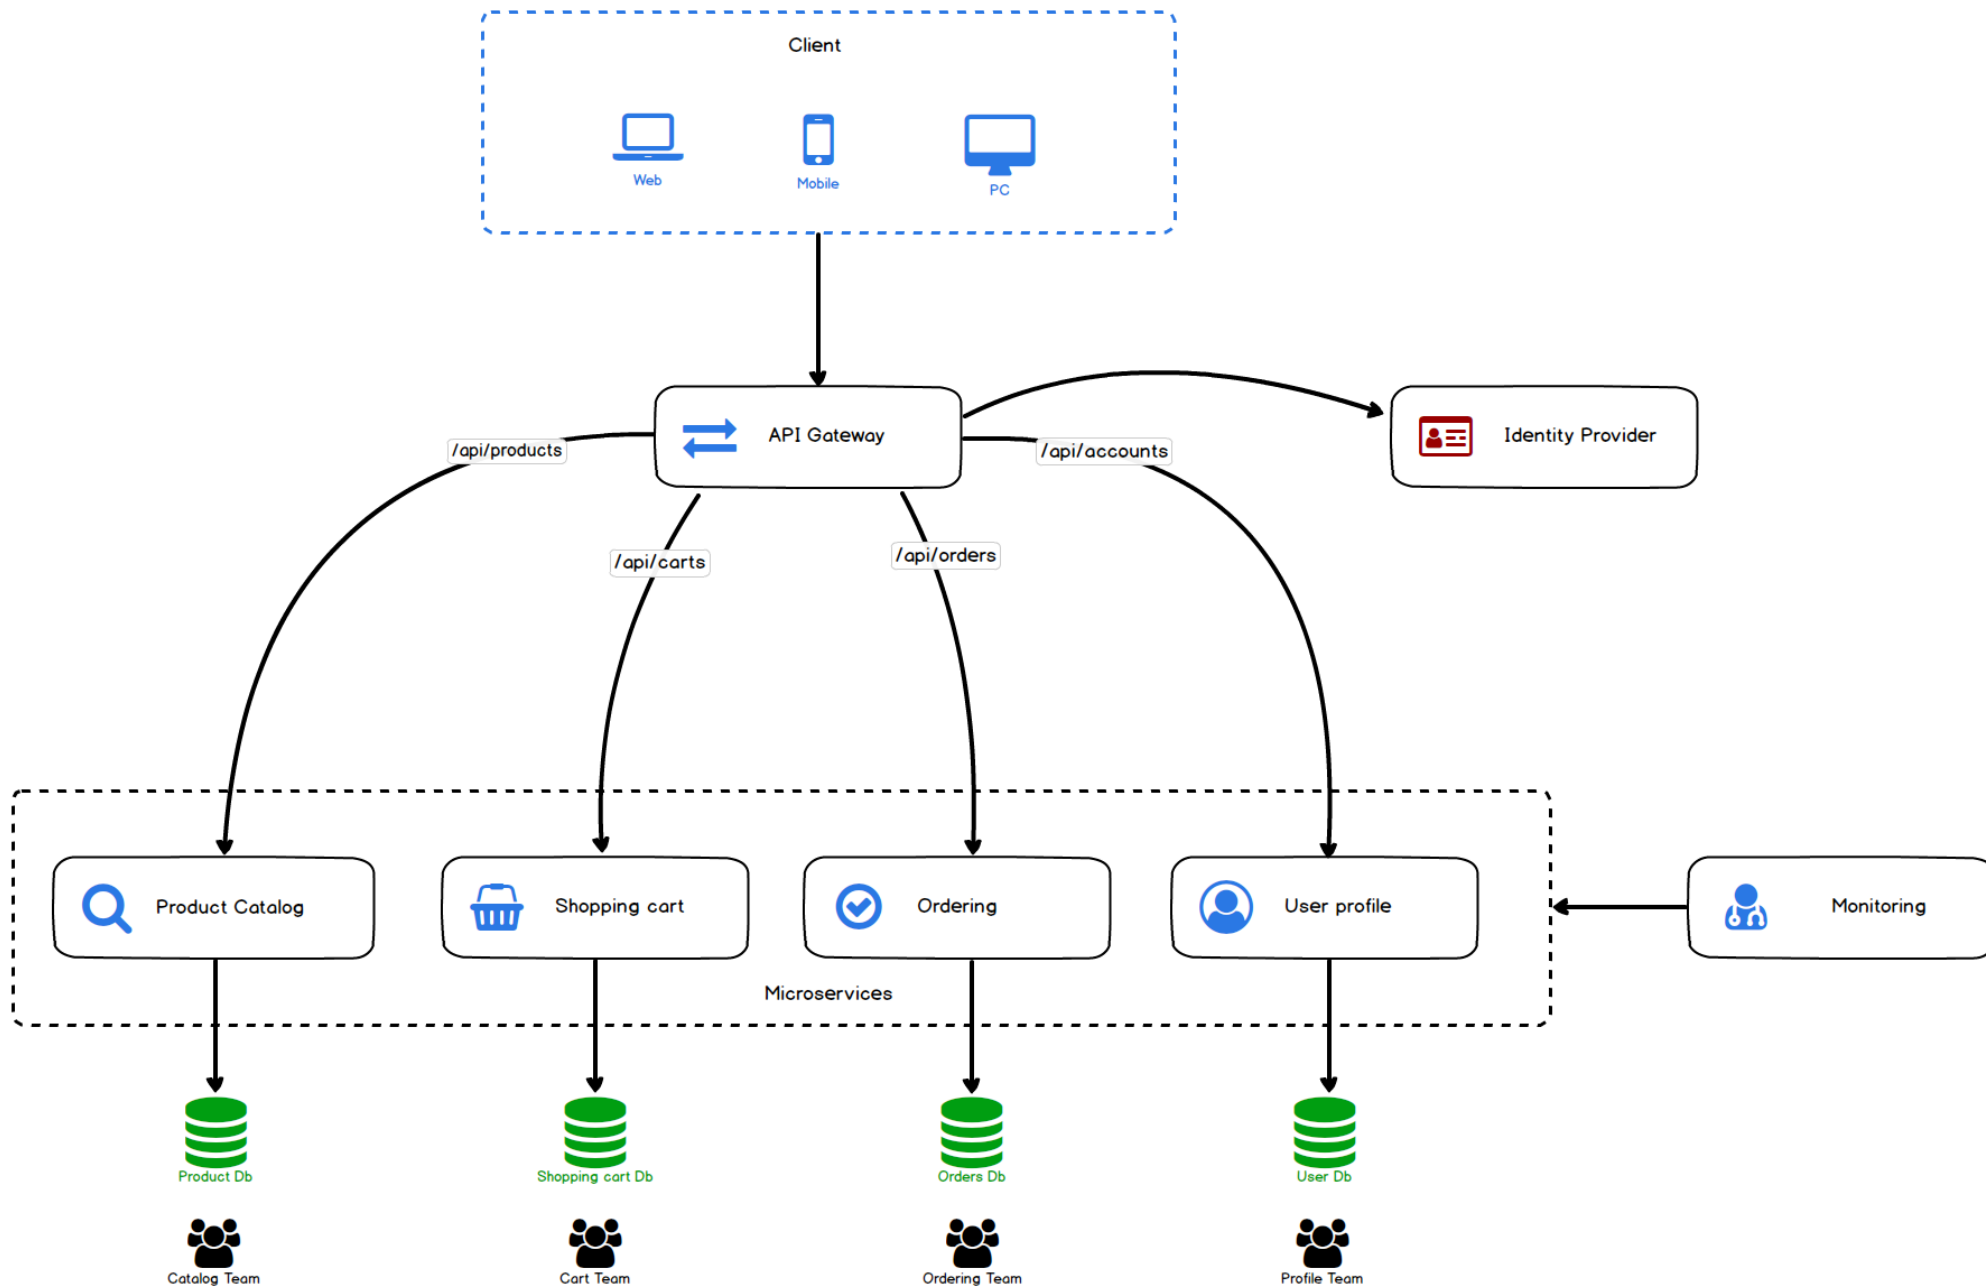 Client
Web
Mobile
PC
API Gateway
Identity Provider
/api/products
/api/accounts
/api/carts
/api/orders
Product Catalog
Shopping cart
Ordering
User profile
Monitoring
Microservices
Product Db
Shopping cart Db
Orders Db
User Db
Catalog Team
Cart Team
Ordering Team
Profile Team